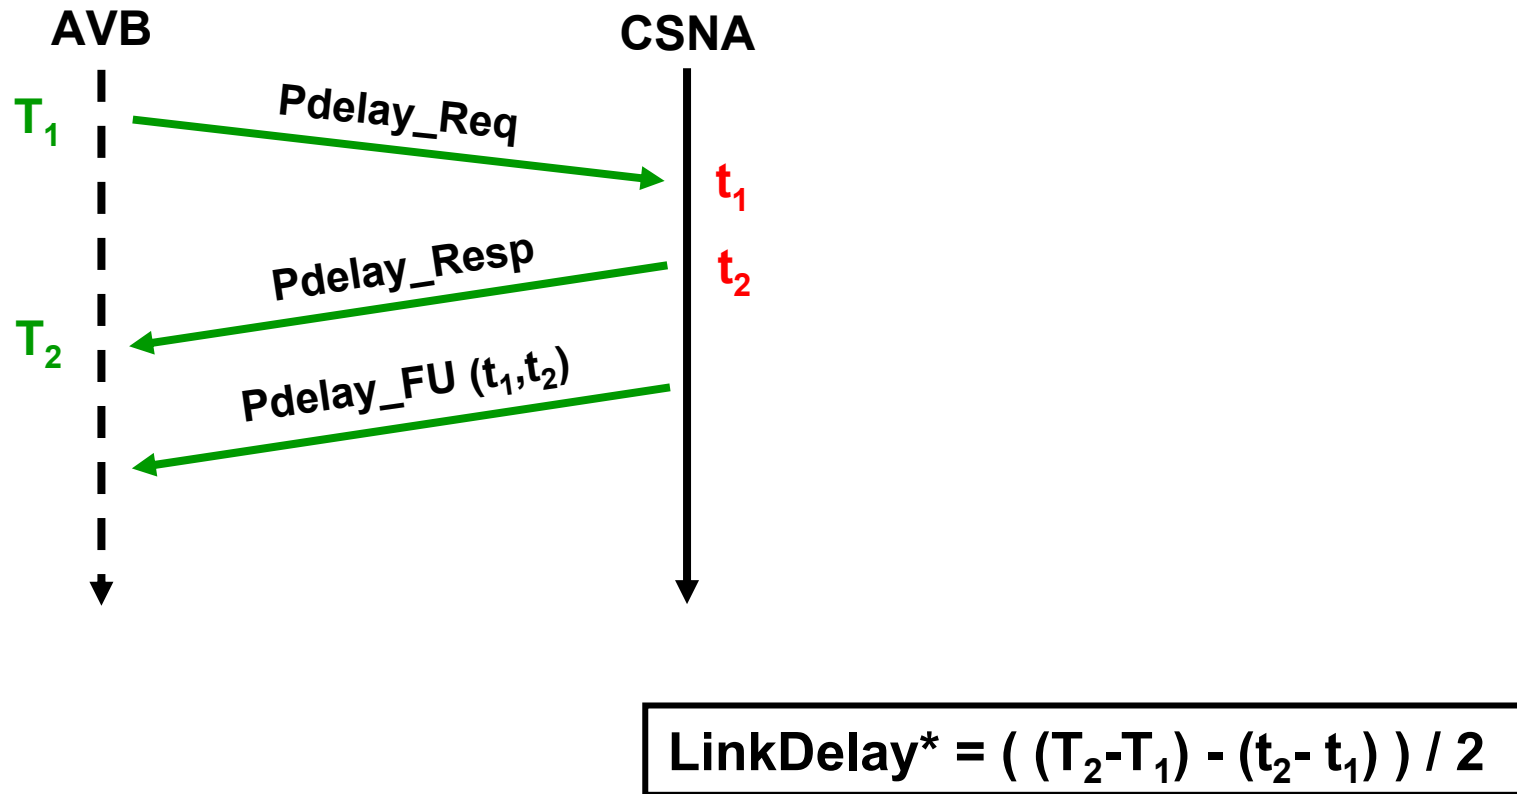 AVB
CSNA
T₁
Pdelay_Req
t₁
Pdelay_Resp
t₂
T₂
Pdelay_FU (t₁,t₂)
LinkDelay* = ( (T₂-T₁) - (t₂- t₁) ) / 2